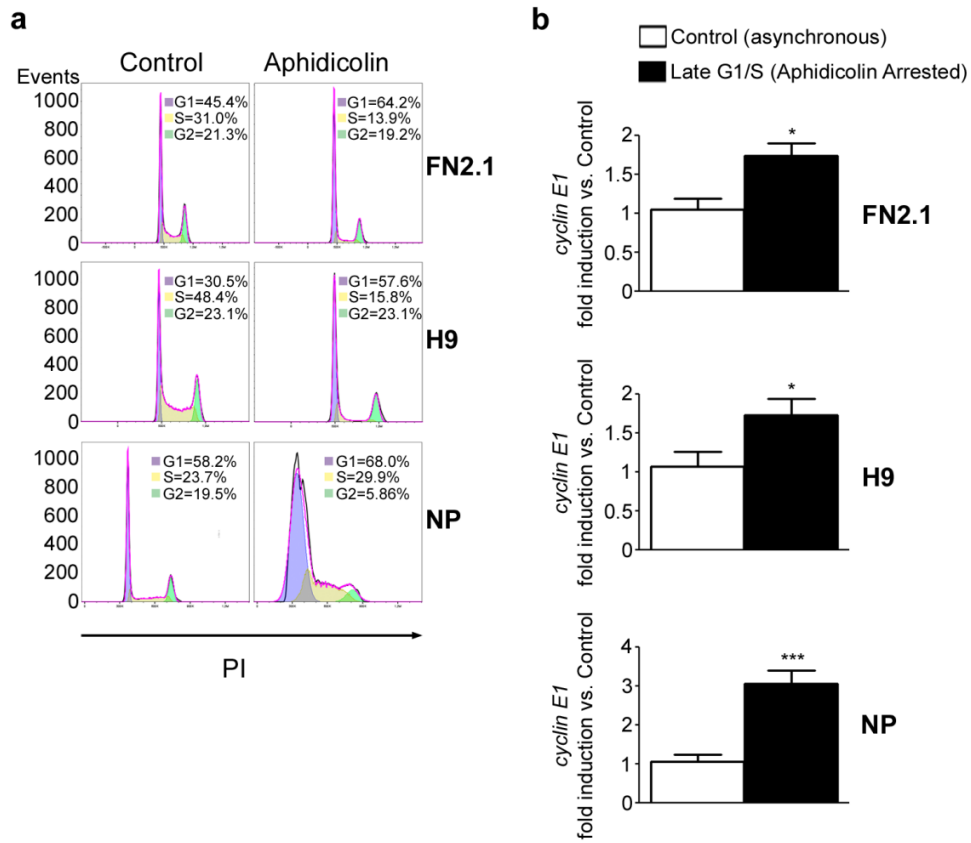 a
Control Aphidicolin
Events
1000
800
600
400
200
0
G1=45.4%
S=31.0%
G2=21.3%
G1=64.2%
S=13.9%
G2=19.2%
FN2.1
1000
800
600
400
200
0
G1=30.5%
S=48.4%
G2=23.1%
G1=57.6%
S=15.8%
G2=23.1%
H9
1000
800
600
400
200
0
G1=58.2%
S=23.7%
G2=19.5%
G1=68.0%
S=29.9%
G2=5.86%
NP
PI
b
Control (asynchronous)
Late G1/S (Aphidicolin Arrested)
cyclin E1
fold induction vs. Control
2
1.5
1
0.5
0
*
FN2.1
cyclin E1
fold induction vs. Control
2
1.5
1
0.5
0
*
H9
cyclin E1
fold induction vs. Control
4
3
2
1
0
***
NP